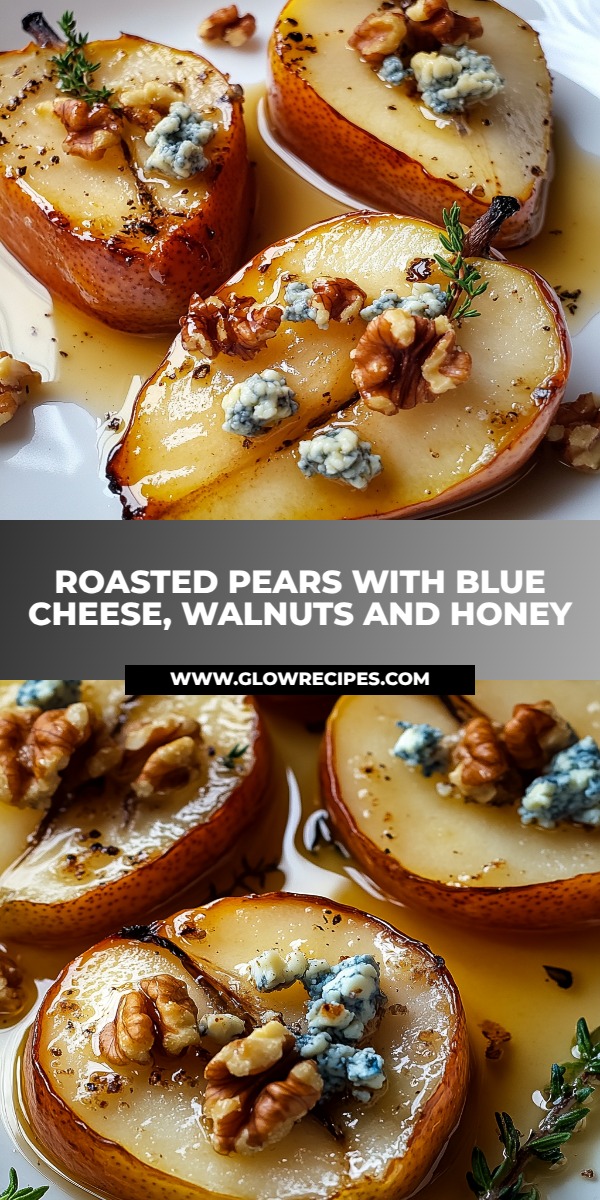 ROASTED PEARS WITH BLUE
CHEESE, WALNUTS AND HONEY
WWW.GLOWRECIPES.COM